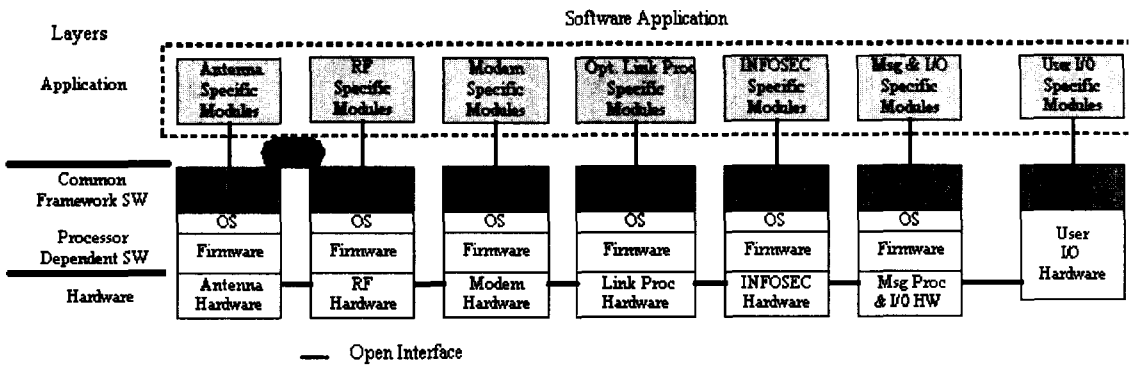 Software Application
Layers
Application
Antenna
Specific
Modules
RF
Specific
Modules
Modem
Specific
Modules
Opt. Link Proc
Specific
Modules
INFOSEC
Specific
Modules
Msg & I/O
Specific
Modules
User I/O
Specific
Modules
Common
Framework SW
Processor
Dependent SW
Hardware
OS
Firmware
Antenna
Hardware
OS
Firmware
RF
Hardware
OS
Firmware
Modem
Hardware
OS
Firmware
Link Proc
Hardware
OS
Firmware
INFOSEC
Hardware
OS
Firmware
Msg Proc
& I/O HW
User
I/O
Hardware
Open Interface